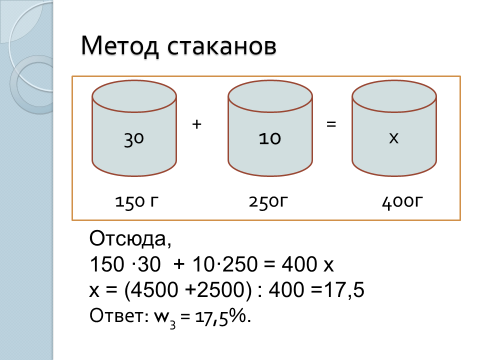 Метод стаканов
30 + 10 = х
150 г 250г 400г
Отсюда,
150 ·30 + 10·250 = 400 х
х = (4500 +2500) : 400 =17,5
Ответ: w₃ = 17,5%.